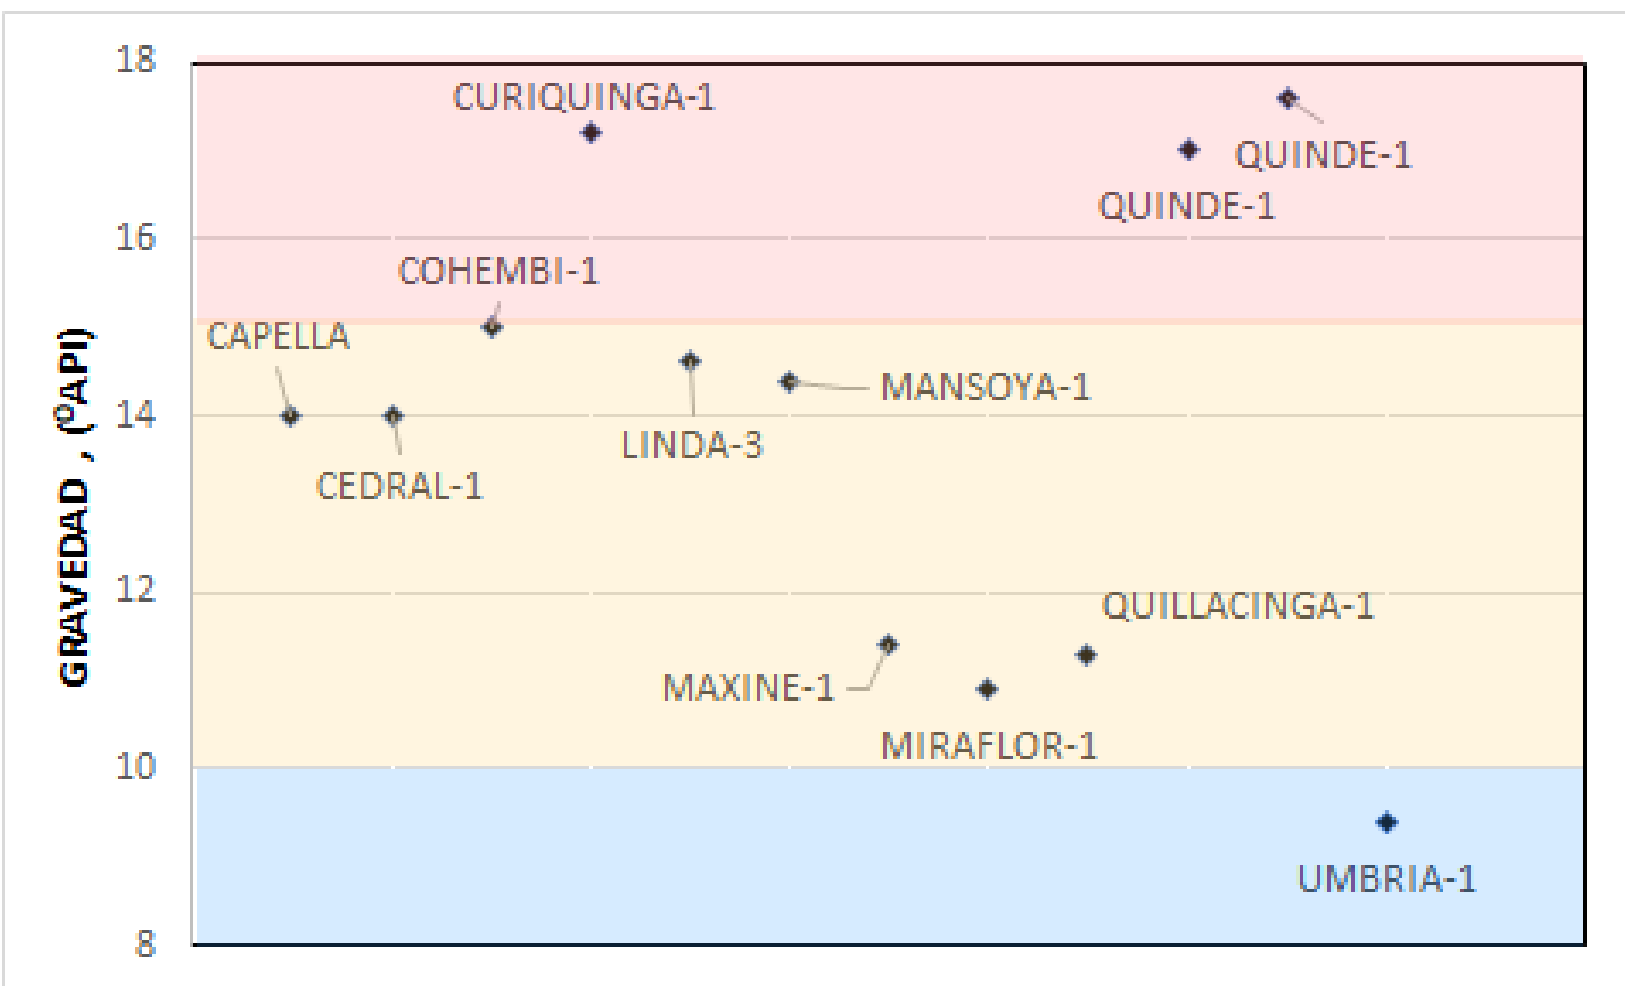 18
CURIQUINGA-1
QUINDE-1
QUINDE-1
16
COHEMBI-1
CAPELLA
MANSOYA-1
14
LINDA-3
CEDRAL-1
12
QUILLACINGA-1
MAXINE-1
MIRAFLOR-1
10
UMBRIA-1
8
GRAVEDAD , (⁰API)